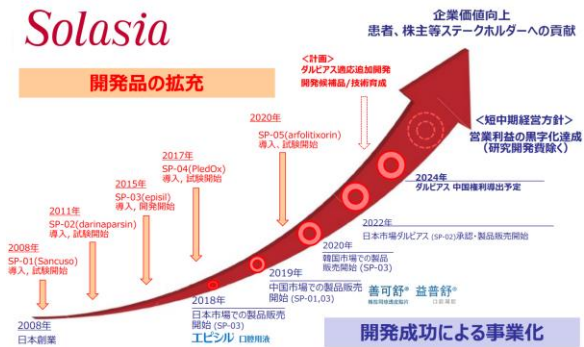 Solasia
企業価値向上
患者、株主等ステークホルダーへの貢献
開発品の拡充
<計画>
ダルビアス適応追加開発
開発候補品/技術育成
2020年
SP-05(arfolitixorin)
導入、試験開始
<短中期経営方針>
営業利益の黒字化達成
(研究開発費除く)
2017年
SP-04(PledOx)
導入, 試験開始
2015年
SP-03(episil)
導入, 開発開始
2011年
SP-02(darinaparsin)
導入, 試験開始
2008年
SP-01(Sancuso)
導入, 試験開始
2024年
ダルビアス 中国権利導出予定
2022年
日本市場ダルビアス (SP-02)承認・製品販売開始
2020年
韓国市場での製品
販売開始 (SP-03)
2019年
中国市場での製品販売
開始 (SP-01,03)
善可舒®
益普舒®
2018年
日本市場での製品販売
開始 (SP-03)
エピシル 口腔用液
2008年
日本創業
開発成功による事業化